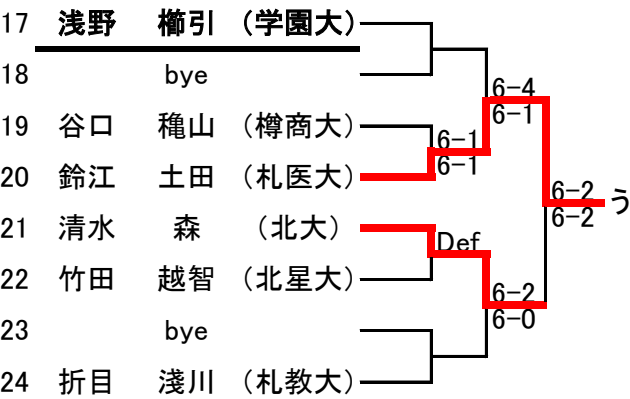 17 浅野 櫛引 (学園大)
18 bye
19 谷口 穐山 (樽商大)
20 鈴江 土田 (札医大)
21 清水 森 (北大)
22 竹田 越智 (北星大)
23 bye
24 折目 淺川 (札教大)
6-1
6-1
Def
6-4
6-1
6-2
6-0
6-2
6-2
う